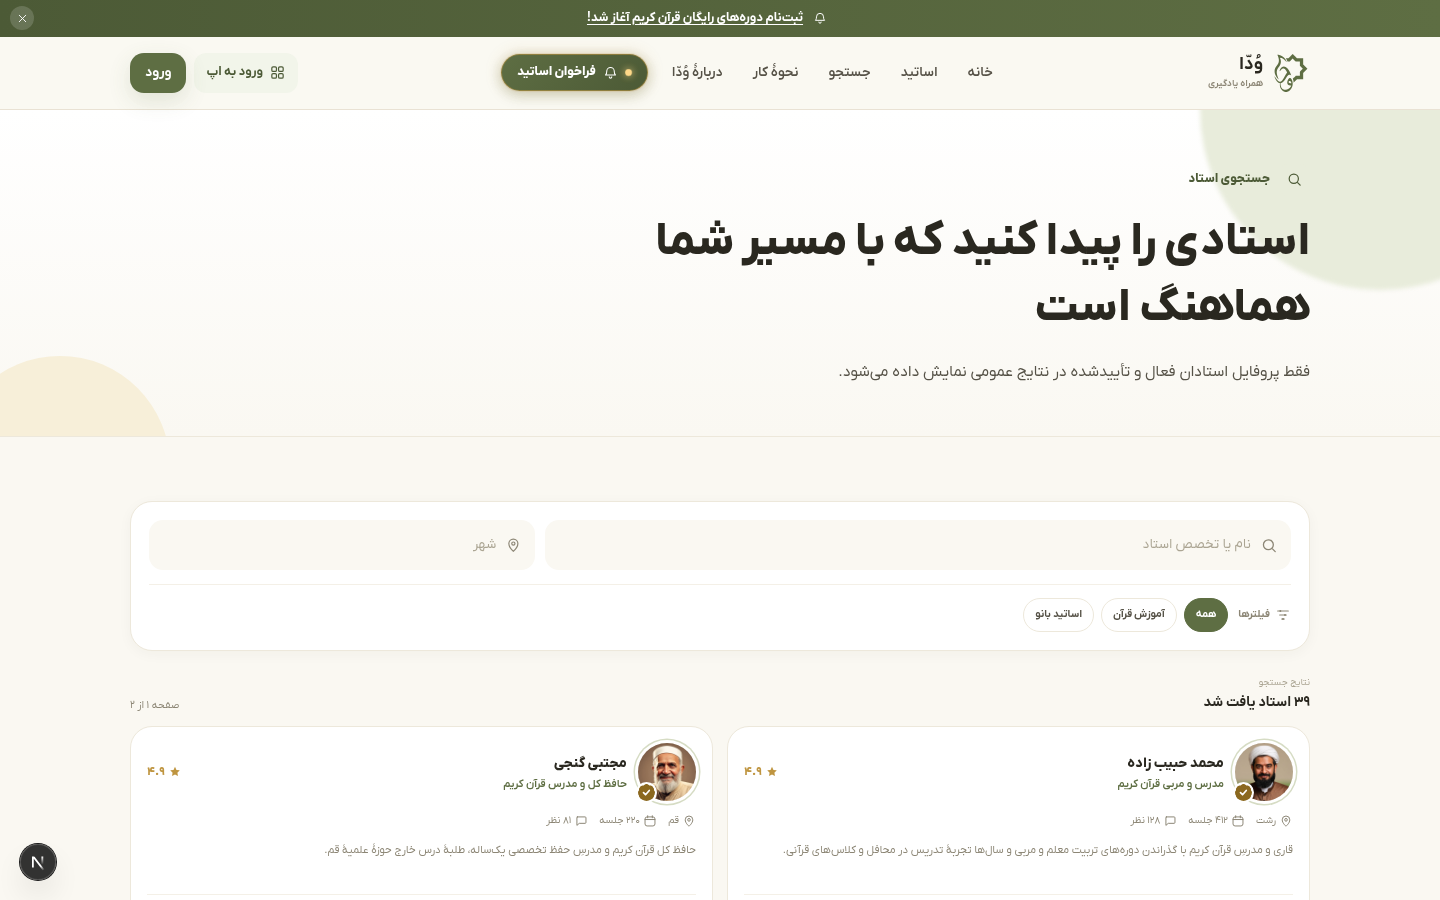 ثبت‌نام دوره‌های رایگان قرآن کریم آغاز شد!
وُدّا
همراه یادگیری
خانه
اساتید
جستجو
نحوهٔ کار
دربارهٔ وُدّا
فراخوان اساتید
ورود به اپ
ورود
جستجوی استاد
استادی را پیدا کنید که با مسیر شما
هماهنگ است
فقط پروفایل استادان فعال و تأییدشده در نتایج عمومی نمایش داده می‌شود.
نام یا تخصص استاد
شهر
فیلترها
همه
آموزش قرآن
اساتید بانو
نتایج جستجو
۳۹ استاد یافت شد
صفحه ۱ از ۲
محمد حبیب زاده
مدرس و مربی قرآن کریم
۴.۹
رشت
۴۱۲ جلسه
۱۲۸ نظر
قاری و مدرس قرآن کریم با گذراندن دوره‌های تربیت معلم و مربی و سال‌ها تجربهٔ تدریس در محافل و کلاس‌های قرآنی.
مجتبی گنجی
حافظ کل و مدرس قرآن کریم
۴.۹
قم
۲۲۰ جلسه
۸۱ نظر
حافظ کل قرآن کریم و مدرس حفظ تخصصی یک‌ساله، طلبهٔ درس خارج حوزهٔ علمیهٔ قم.
N